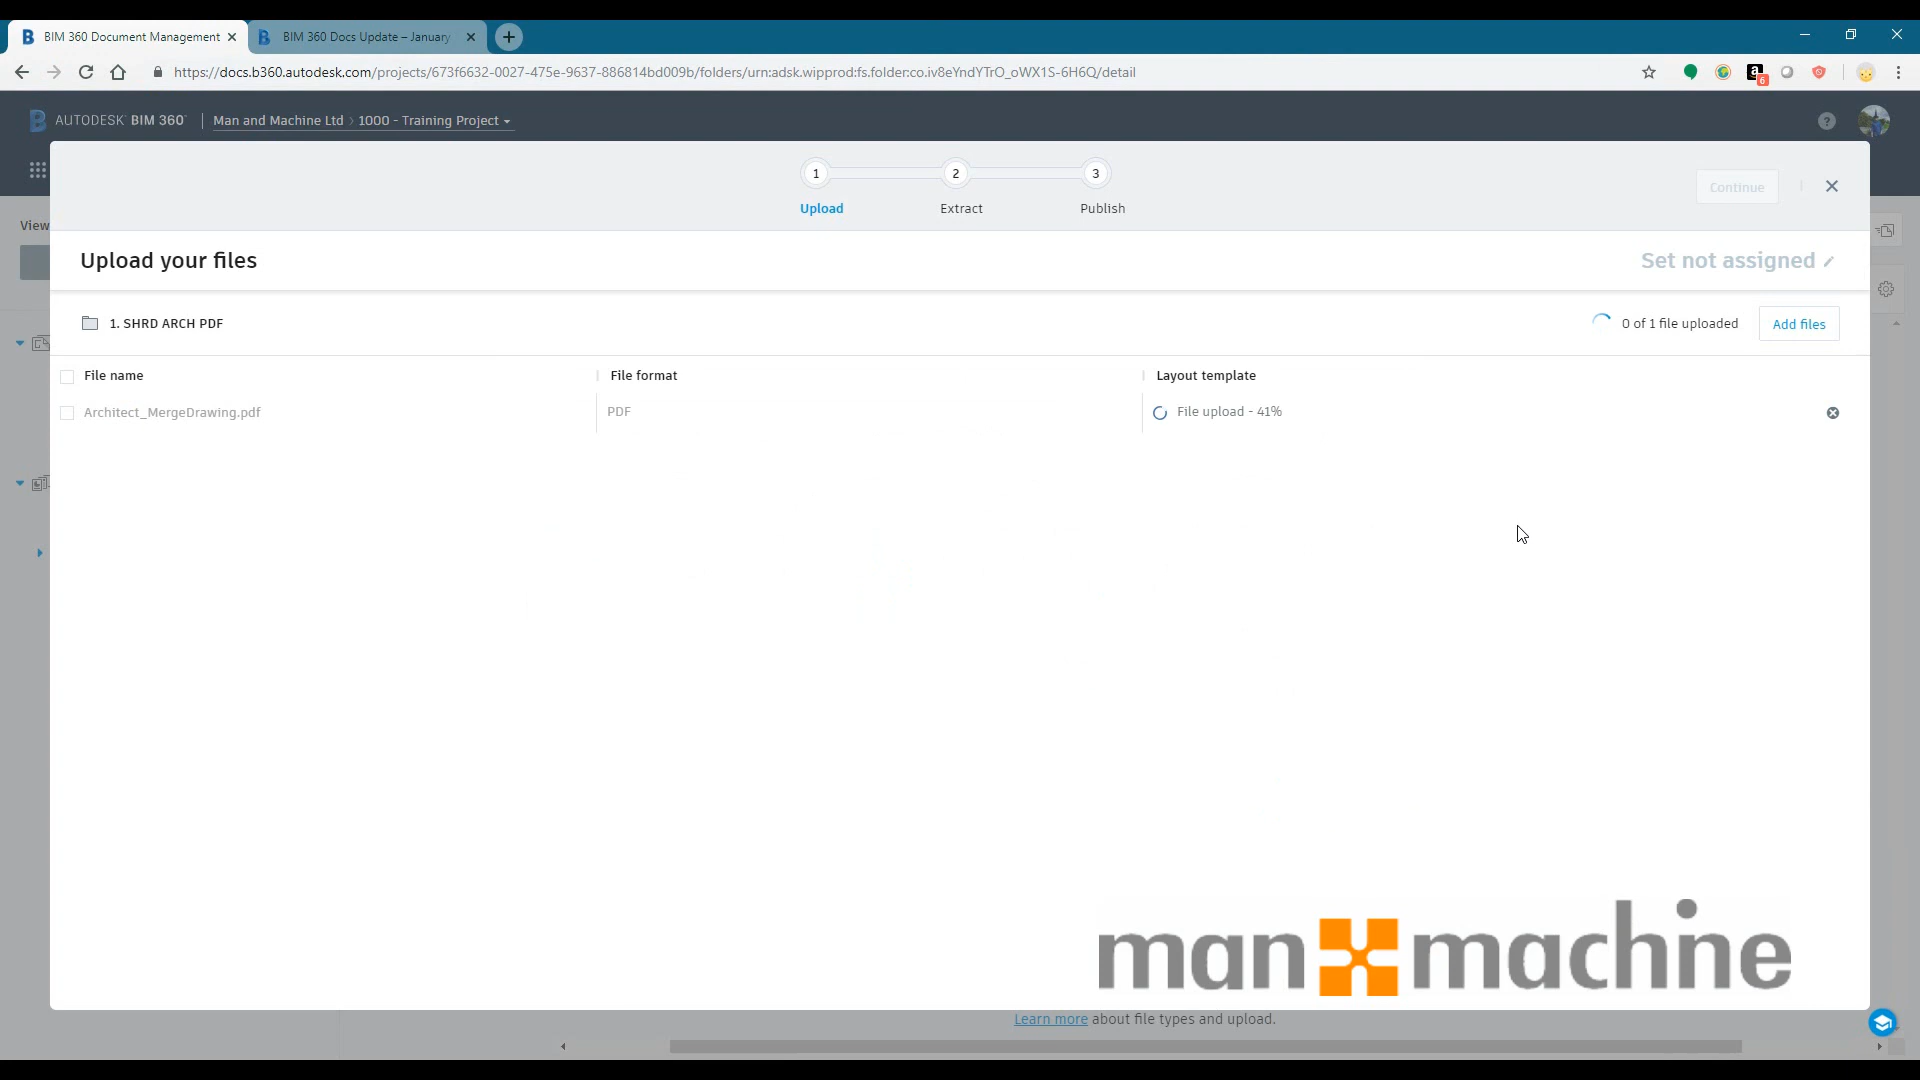 BIM 360 Document Management
BIM 360 Docs Update – January
https://docs.b360.autodesk.com/projects/673f6632-0027-475e-9637-886814bd009b/folders/urn:adsk.wipprod:fs.folder:co.iv8eYndYTrO_oWX1S-6H6Q/detail
6
AUTODESK BIM 360 | Man and Machine Ltd > 1000 - Training Project
1 2 3
Upload Extract Publish
Continue
View
Upload your files
Set not assigned
1. SHRD ARCH PDF
0 of 1 file uploaded
Add files
File name File format Layout template
Architect_MergeDrawing.pdf PDF File upload - 41%
man machine
Learn more about file types and upload.